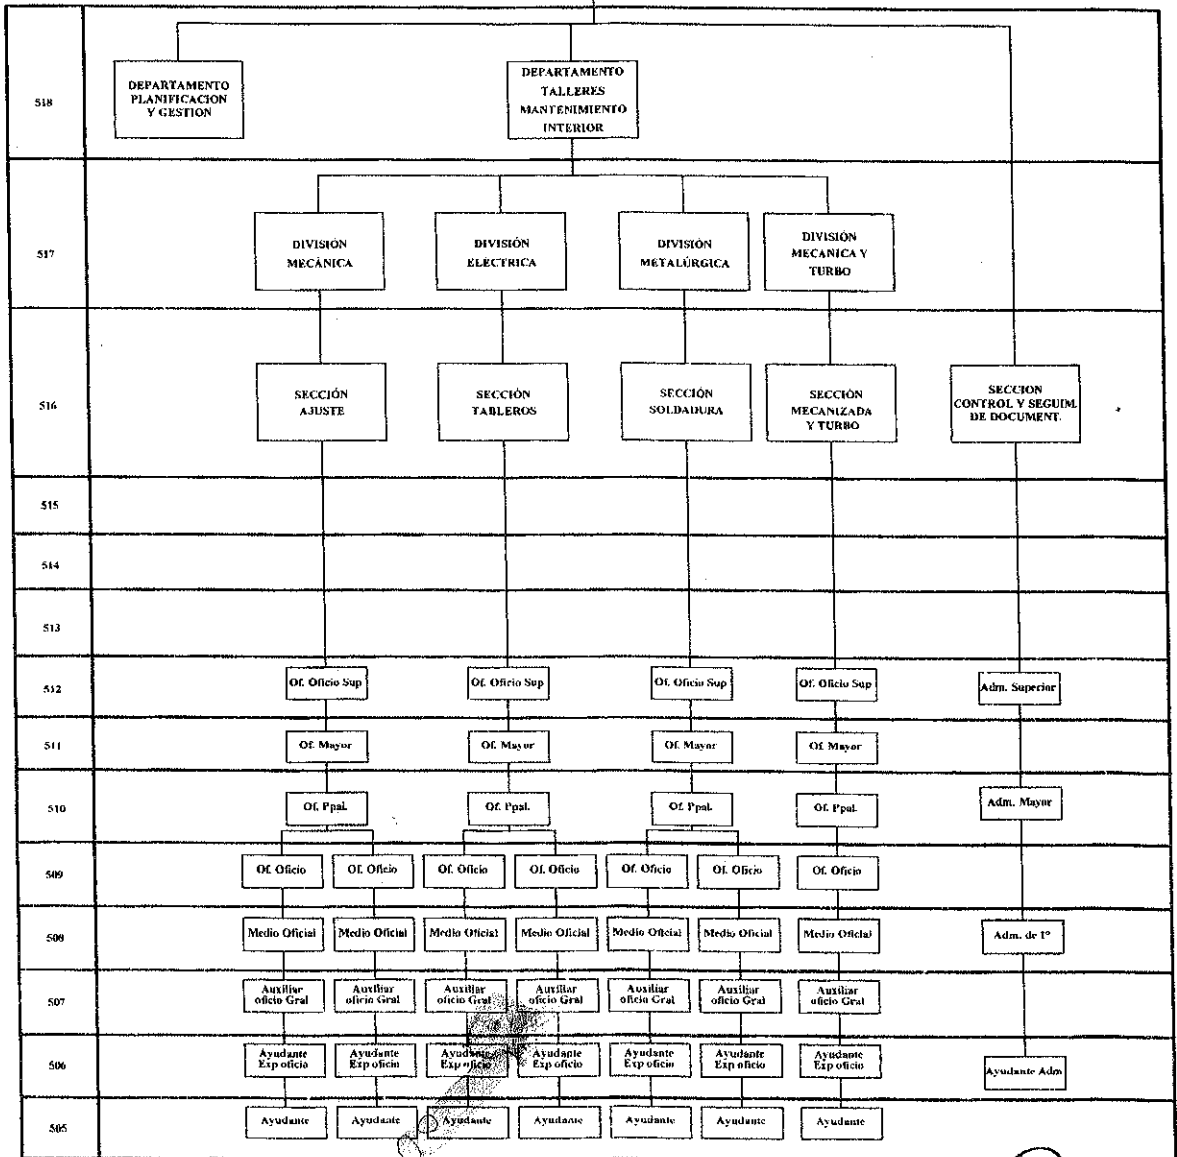 518
DEPARTAMENTO
PLANIFICACION
Y GESTION
DEPARTAMENTO
TALLERES
MANTENIMIENTO
INTERIOR
517
DIVISIÓN
MECÁNICA
DIVISIÓN
ELECTRICA
DIVISIÓN
METALÚRGICA
DIVISIÓN
MECANICA Y
TURBO
516
SECCIÓN
AJUSTE
SECCIÓN
TABLEROS
SECCIÓN
SOLDADURA
SECCIÓN
MECANIZADA
Y TURBO
SECCION
CONTROL Y SEGUIM.
DE DOCUMENT.
515
514
513
512
Of. Oficio Sup
Of. Oficio Sup
Of. Oficio Sup
Of. Oficio Sup
Adm. Superior
511
Of. Mayor
Of. Mayor
Of. Mayor
Of. Mayor
510
Of. Ppal.
Of. Ppal.
Of. Ppal.
Of. Ppal.
Adm. Mayor
509
Of. Oficio
Of. Oficio
Of. Oficio
Of. Oficio
Of. Oficio
Of. Oficio
Of. Oficio
508
Medio Oficial
Medio Oficial
Medio Oficial
Medio Oficial
Medio Oficial
Medio Oficial
Medio Oficial
Adm. de 1°
507
Auxiliar
oficio Gral
Auxiliar
oficio Gral
Auxiliar
oficio Gral
Auxiliar
oficio Gral
Auxiliar
oficio Gral
Auxiliar
oficio Gral
Auxiliar
oficio Gral
506
Ayudante
Exp oficio
Ayudante
Exp oficio
Ayudante
Exp oficio
Ayudante
Exp oficio
Ayudante
Exp oficio
Ayudante
Exp oficio
Ayudante
Exp oficio
Ayudante Adm
505
Ayudante
Ayudante
Ayudante
Ayudante
Ayudante
Ayudante
Ayudante